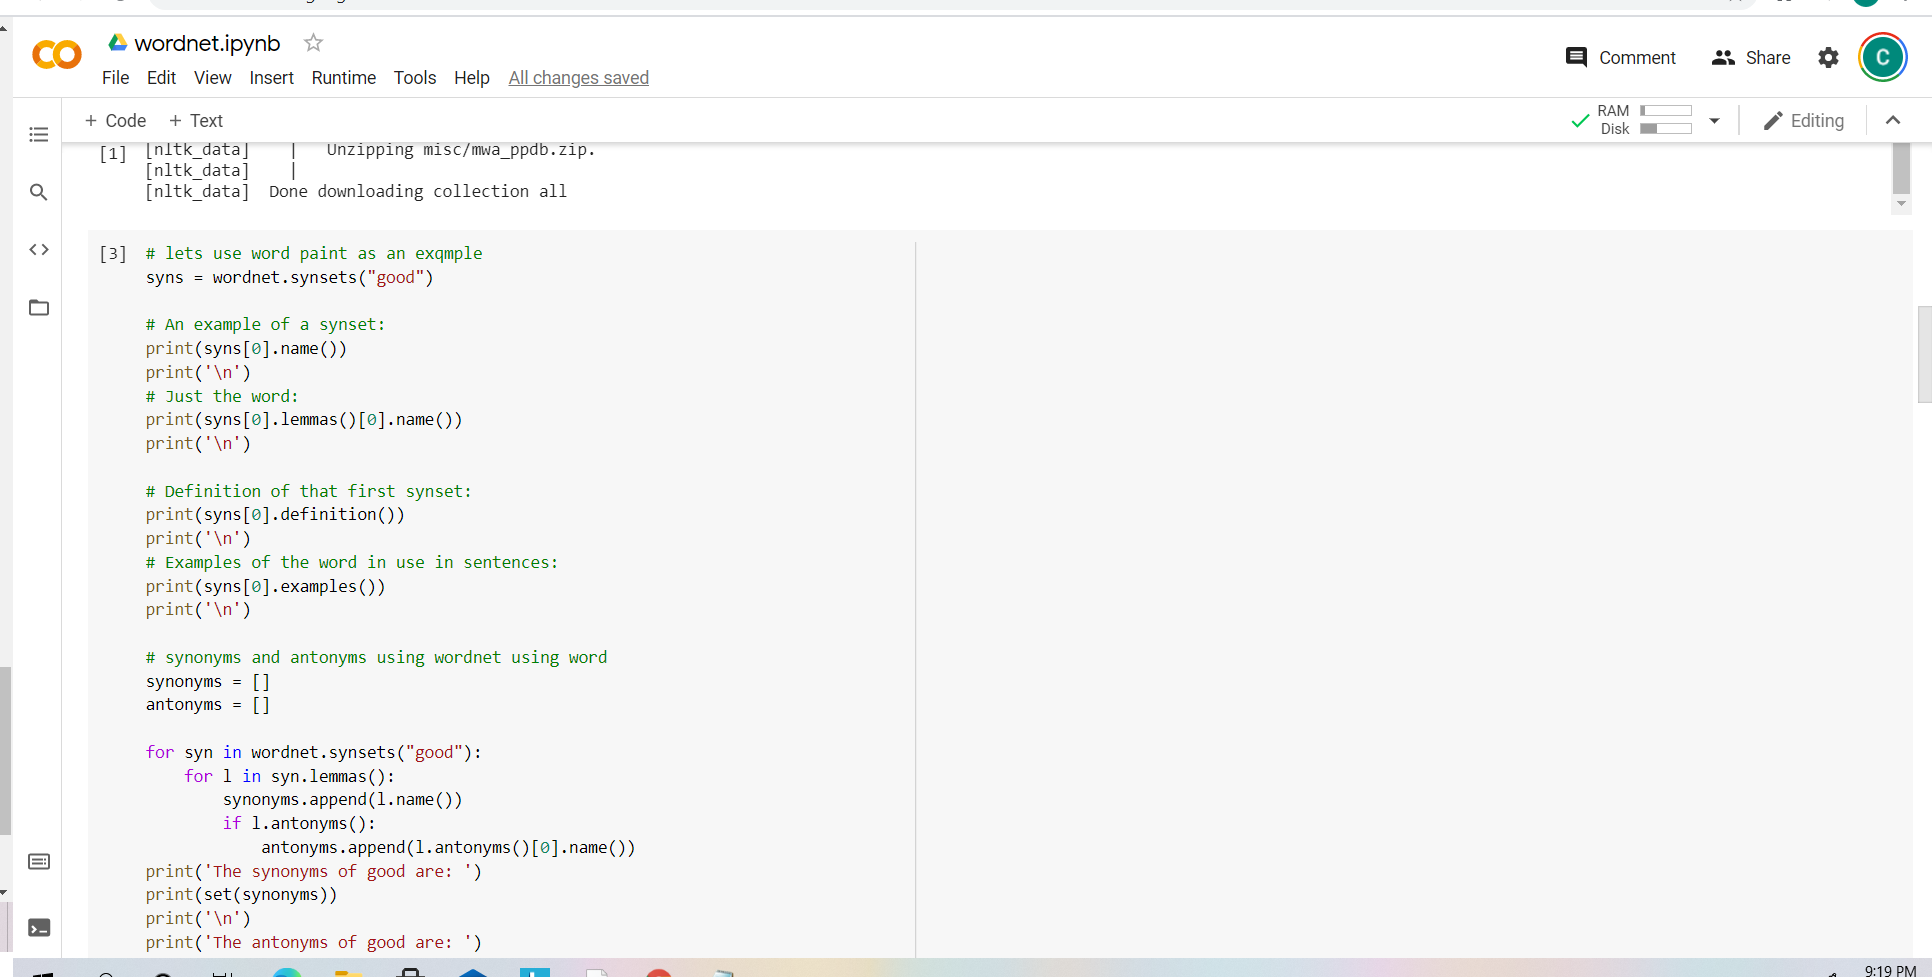 wordnet.ipynb
File Edit View Insert Runtime Tools Help All changes saved
Comment Share C
+ Code + Text
RAM
Disk
Editing
[1] [nltk_data] | Unzipping misc/mwa_ppdb.zip.
[nltk_data] |
[nltk_data] Done downloading collection all
[3] # lets use word paint as an exqmple
syns = wordnet.synsets("good")
# An example of a synset:
print(syns[0].name())
print('\n')
# Just the word:
print(syns[0].lemmas()[0].name())
print('\n')
# Definition of that first synset:
print(syns[0].definition())
print('\n')
# Examples of the word in use in sentences:
print(syns[0].examples())
print('\n')
# synonyms and antonyms using wordnet using word
synonyms = []
antonyms = []
for syn in wordnet.synsets("good"):
for l in syn.lemmas():
synonyms.append(l.name())
if l.antonyms():
antonyms.append(l.antonyms()[0].name())
print('The synonyms of good are: ')
print(set(synonyms))
print('\n')
print('The antonyms of good are: ')
9:19 PM